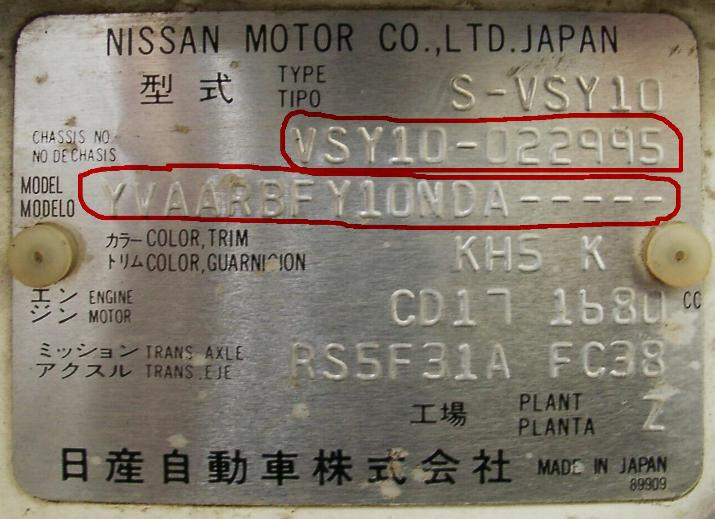 NISSAN MOTOR CO.,LTD.JAPAN
型式 TYPE TIPO S-VSY10
CHASSIS NO NO DE CHASIS VSY10-022995
MODEL MODELO YVAARBFY10NDA-----
カラー COLOR,TRIM
トリム COLOR,GUARNICION KH5 K
エンジン ENGINE MOTOR CD17 1680 CC
ミッション TRANS AXLE
アクスル TRANS.EJE RS5F31A FC38
工場 PLANT PLANTA Z
日産自動車株式会社 MADE IN JAPAN
89909